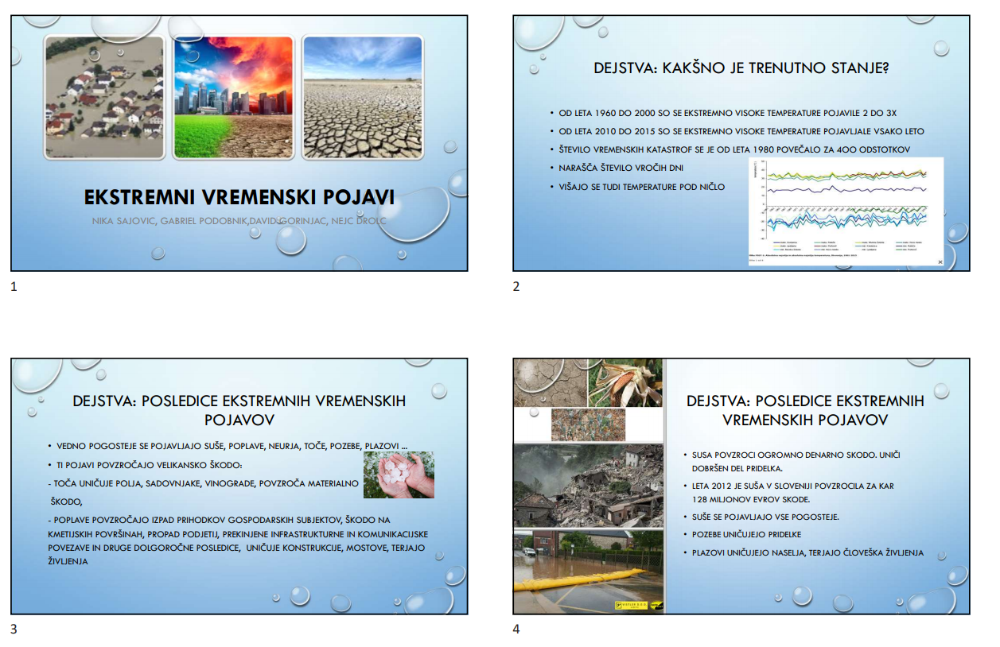 EKSTREMNI VREMENSKI POJAVI
NIKA SAJOVIC, GABRIEL PODOBNIK,DAVID GORINJAC, NEJC DROLC
1
DEJSTVA: KAKŠNO JE TRENUTNO STANJE?
• OD LETA 1960 DO 2000 SO SE EKSTREMNO VISOKE TEMPERATURE POJAVILE 2 DO 3X
• OD LETA 2010 DO 2015 SO SE EKSTREMNO VISOKE TEMPERATURE POJAVLJALE VSAKO LETO
• ŠTEVILO VREMENSKIH KATASTROF SE JE OD LETA 1980 POVEČALO ZA 4OO ODSTOTKOV
• NARAŠČA ŠTEVILO VROČIH DNI
• VIŠAJO SE TUDI TEMPERATURE POD NIČLO
2
DEJSTVA: POSLEDICE EKSTREMNIH VREMENSKIH
POJAVOV
• VEDNO POGOSTEJE SE POJAVLJAJO SUŠE, POPLAVE, NEURJA, TOČE, POZEBE, PLAZOVI ...
• TI POJAVI POVZROČAJO VELIKANSKO ŠKODO:
- TOČA UNIČUJE POLJA, SADOVNJAKE, VINOGRADE, POVZROČA MATERIALNO
ŠKODO,
- POPLAVE POVZROČAJO IZPAD PRIHODKOV GOSPODARSKIH SUBJEKTOV, ŠKODO NA
KMETIJSKIH POVRŠINAH, PROPAD PODJETIJ, PREKINJENE INFRASTRUKTURNE IN KOMUNIKACIJSKE
POVEZAVE IN DRUGE DOLGOROČNE POSLEDICE, UNIČUJE KONSTRUKCIJE, MOSTOVE, TERJAJO
ŽIVLJENJA
3
DEJSTVA: POSLEDICE EKSTREMNIH
VREMENSKIH POJAVOV
• SUSA POVZROCI OGROMNO DENARNO SKODO. UNIČI
DOBRŠEN DEL PRIDELKA.
• LETA 2012 JE SUŠA V SLOVENIJI POVZROCILA ZA KAR
128 MILJONOV EVROV SKODE.
• SUŠE SE POJAVLJAJO VSE POGOSTEJE.
• POZEBE UNIČUJEJO PRIDELKE
• PLAZOVI UNIČUJEJO NASELJA, TERJAJO ČLOVEŠKA ŽIVLJENJA
4